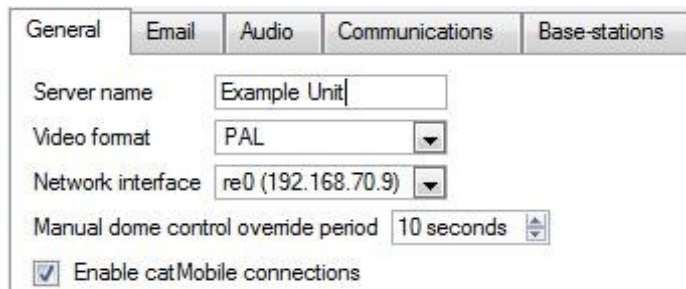 General Email Audio Communications Base-stations
Server name Example Unit
Video format PAL
Network interface re0 (192.168.70.9)
Manual dome control override period 10 seconds
Enable catMobile connections